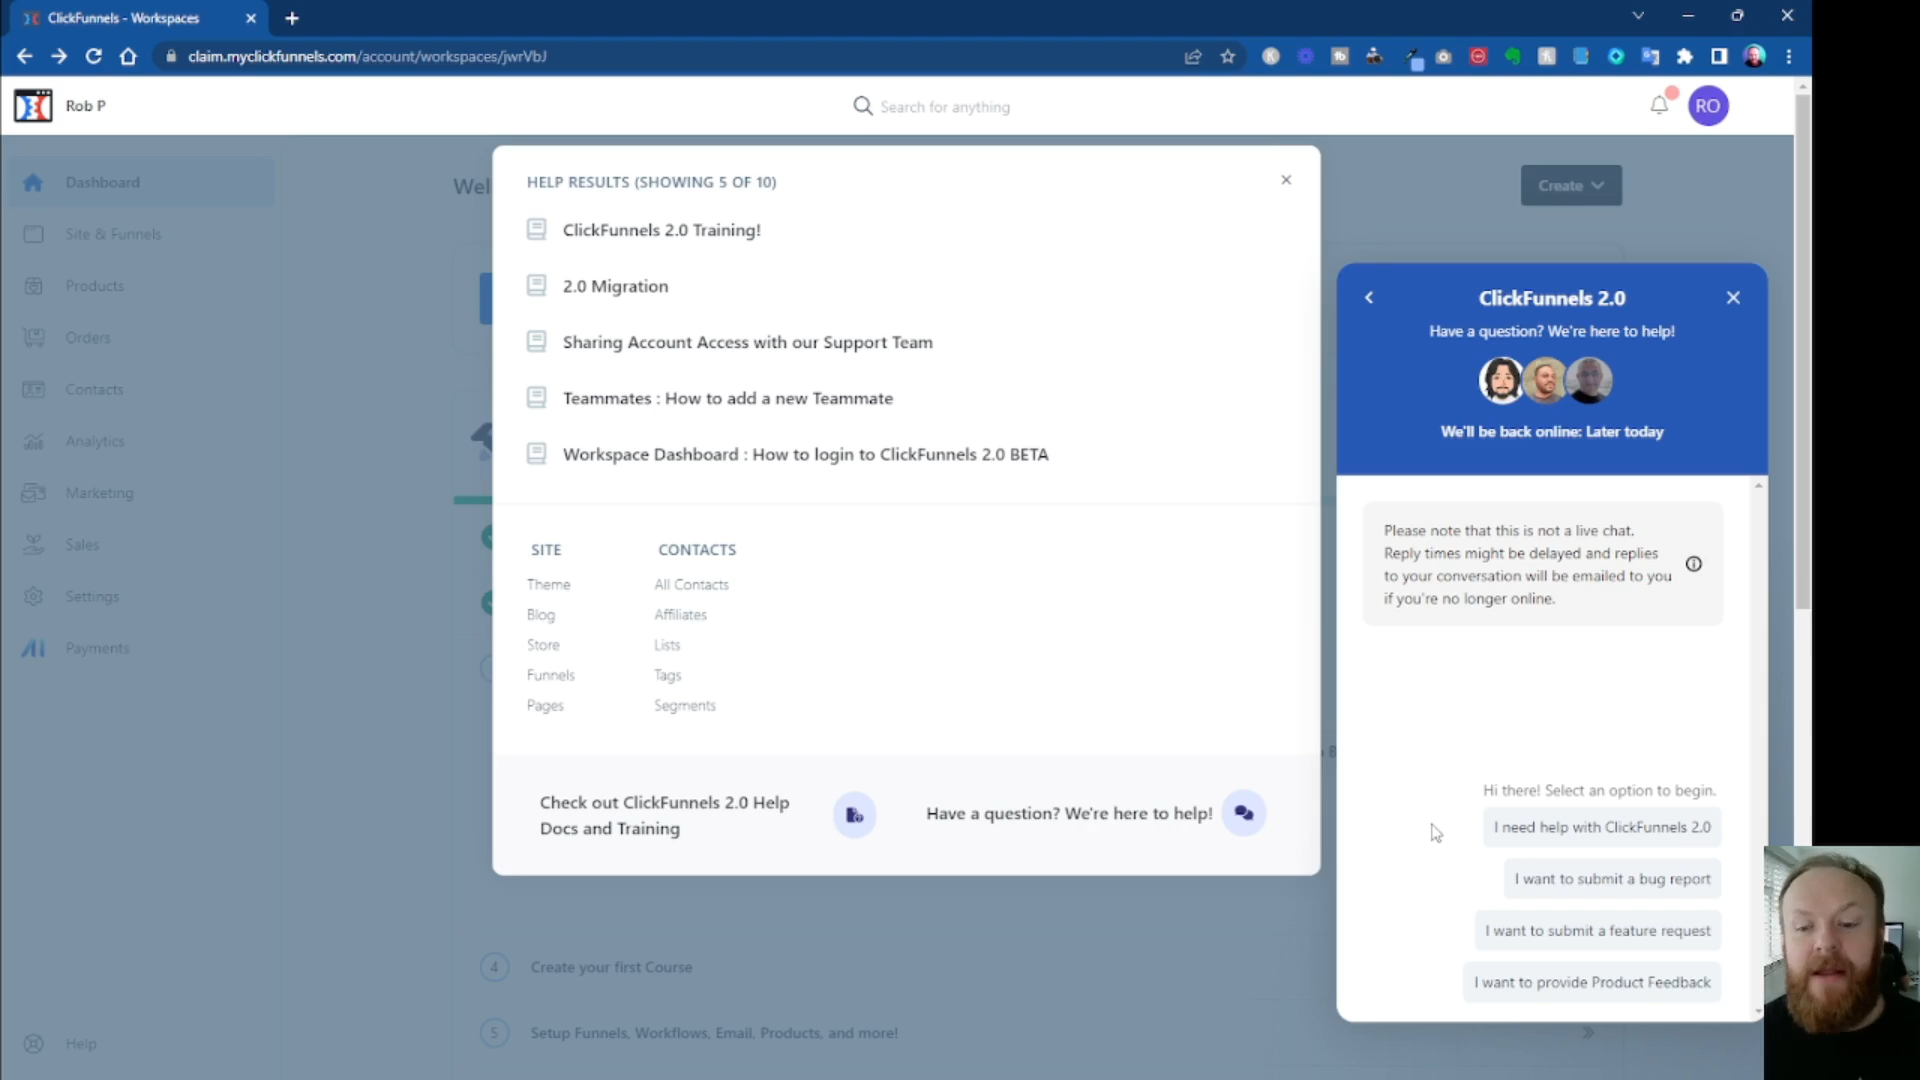 ClickFunnels - Workspaces
claim.myclickfunnels.com/account/workspaces/jwrVbJ
Rob P
Search for anything
RO
Dashboard
Site & Funnels
Products
Orders
Contacts
Analytics
Marketing
Sales
Settings
Payments
Help
Wel
Create
HELP RESULTS (SHOWING 5 OF 10)
ClickFunnels 2.0 Training!
2.0 Migration
Sharing Account Access with our Support Team
Teammates : How to add a new Teammate
Workspace Dashboard : How to login to ClickFunnels 2.0 BETA
SITE
Theme
Blog
Store
Funnels
Pages
CONTACTS
All Contacts
Affiliates
Lists
Tags
Segments
Check out ClickFunnels 2.0 Help
Docs and Training
Have a question? We're here to help!
4 Create your first Course
5 Setup Funnels, Workflows, Email, Products, and more!
ClickFunnels 2.0
Have a question? We're here to help!
We'll be back online: Later today
Please note that this is not a live chat.
Reply times might be delayed and replies
to your conversation will be emailed to you
if you're no longer online.
Hi there! Select an option to begin.
I need help with ClickFunnels 2.0
I want to submit a bug report
I want to submit a feature request
I want to provide Product Feedback